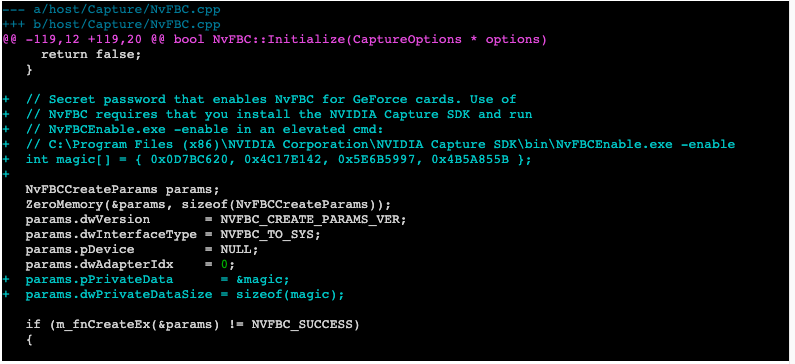 --- a/host/Capture/NvFBC.cpp
+++ b/host/Capture/NvFBC.cpp
@@ -119,12 +119,20 @@ bool NvFBC::Initialize(CaptureOptions * options)
     return false;
   }

+  // Secret password that enables NvFBC for GeForce cards. Use of
+  // NvFBC requires that you install the NVIDIA Capture SDK and run
+  // NvFBCEnable.exe -enable in an elevated cmd:
+  // C:\Program Files (x86)\NVIDIA Corporation\NVIDIA Capture SDK\bin\NvFBCEnable.exe -enable
+  int magic[] = { 0x0D7BC620, 0x4C17E142, 0x5E6B5997, 0x4B5A855B };
+
   NvFBCCreateParams params;
   ZeroMemory(&params, sizeof(NvFBCCreateParams));
   params.dwVersion       = NVFBC_CREATE_PARAMS_VER;
   params.dwInterfaceType = NVFBC_TO_SYS;
   params.pDevice         = NULL;
   params.dwAdapterIdx    = 0;
+  params.pPrivateData      = &magic;
+  params.dwPrivateDataSize = sizeof(magic);

   if (m_fnCreateEx(&params) != NVFBC_SUCCESS)
   {